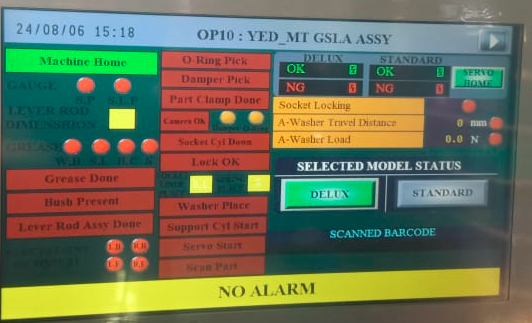 24/08/06 15:18
OP10 : YED_MT GSLA ASSY
Machine Home
GAUGE
S.P S.L.F
LEVER ROD
DIMENSSION
GREASE
Grease Done
Bush Present
Lever Rod Assy Done
O-Ring Pick
Damper Pick
Part Clamp Done
Camera OK
Damper O-Ring
Socket Cyl Down
Lock OK
Washer Place
Support Cyl Start
Servo Start
Scan Part
DELUX
STANDARD
OK
OK
NG
NG
SERVO
HOME
Socket Locking
A-Washer Travel Distance 0 mm
A-Washer Load 0.0 N
SELECTED MODEL STATUS
DELUX
STANDARD
SCANNED BARCODE
NO ALARM